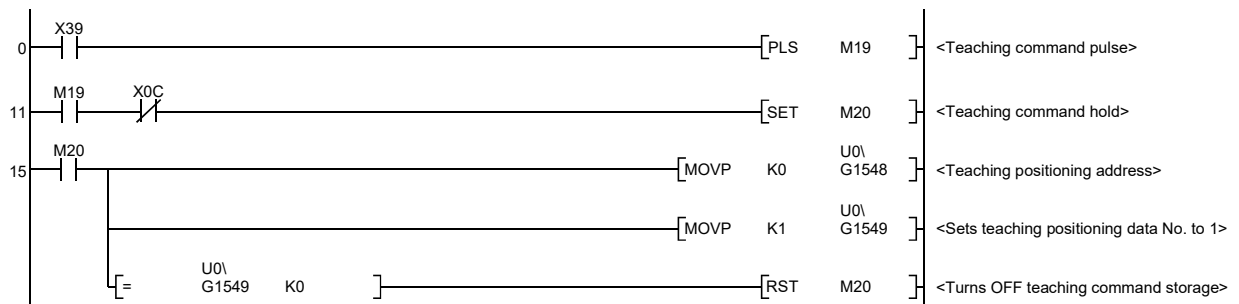 X39
0 PLS M19 <Teaching command pulse>
M19 X0C
11 SET M20 <Teaching command hold>
M20 U0\
15 MOVP K0 G1548 <Teaching positioning address>
U0\
MOVP K1 G1549 <Sets teaching positioning data No. to 1>
U0\
= G1549 K0 RST M20 <Turns OFF teaching command storage>